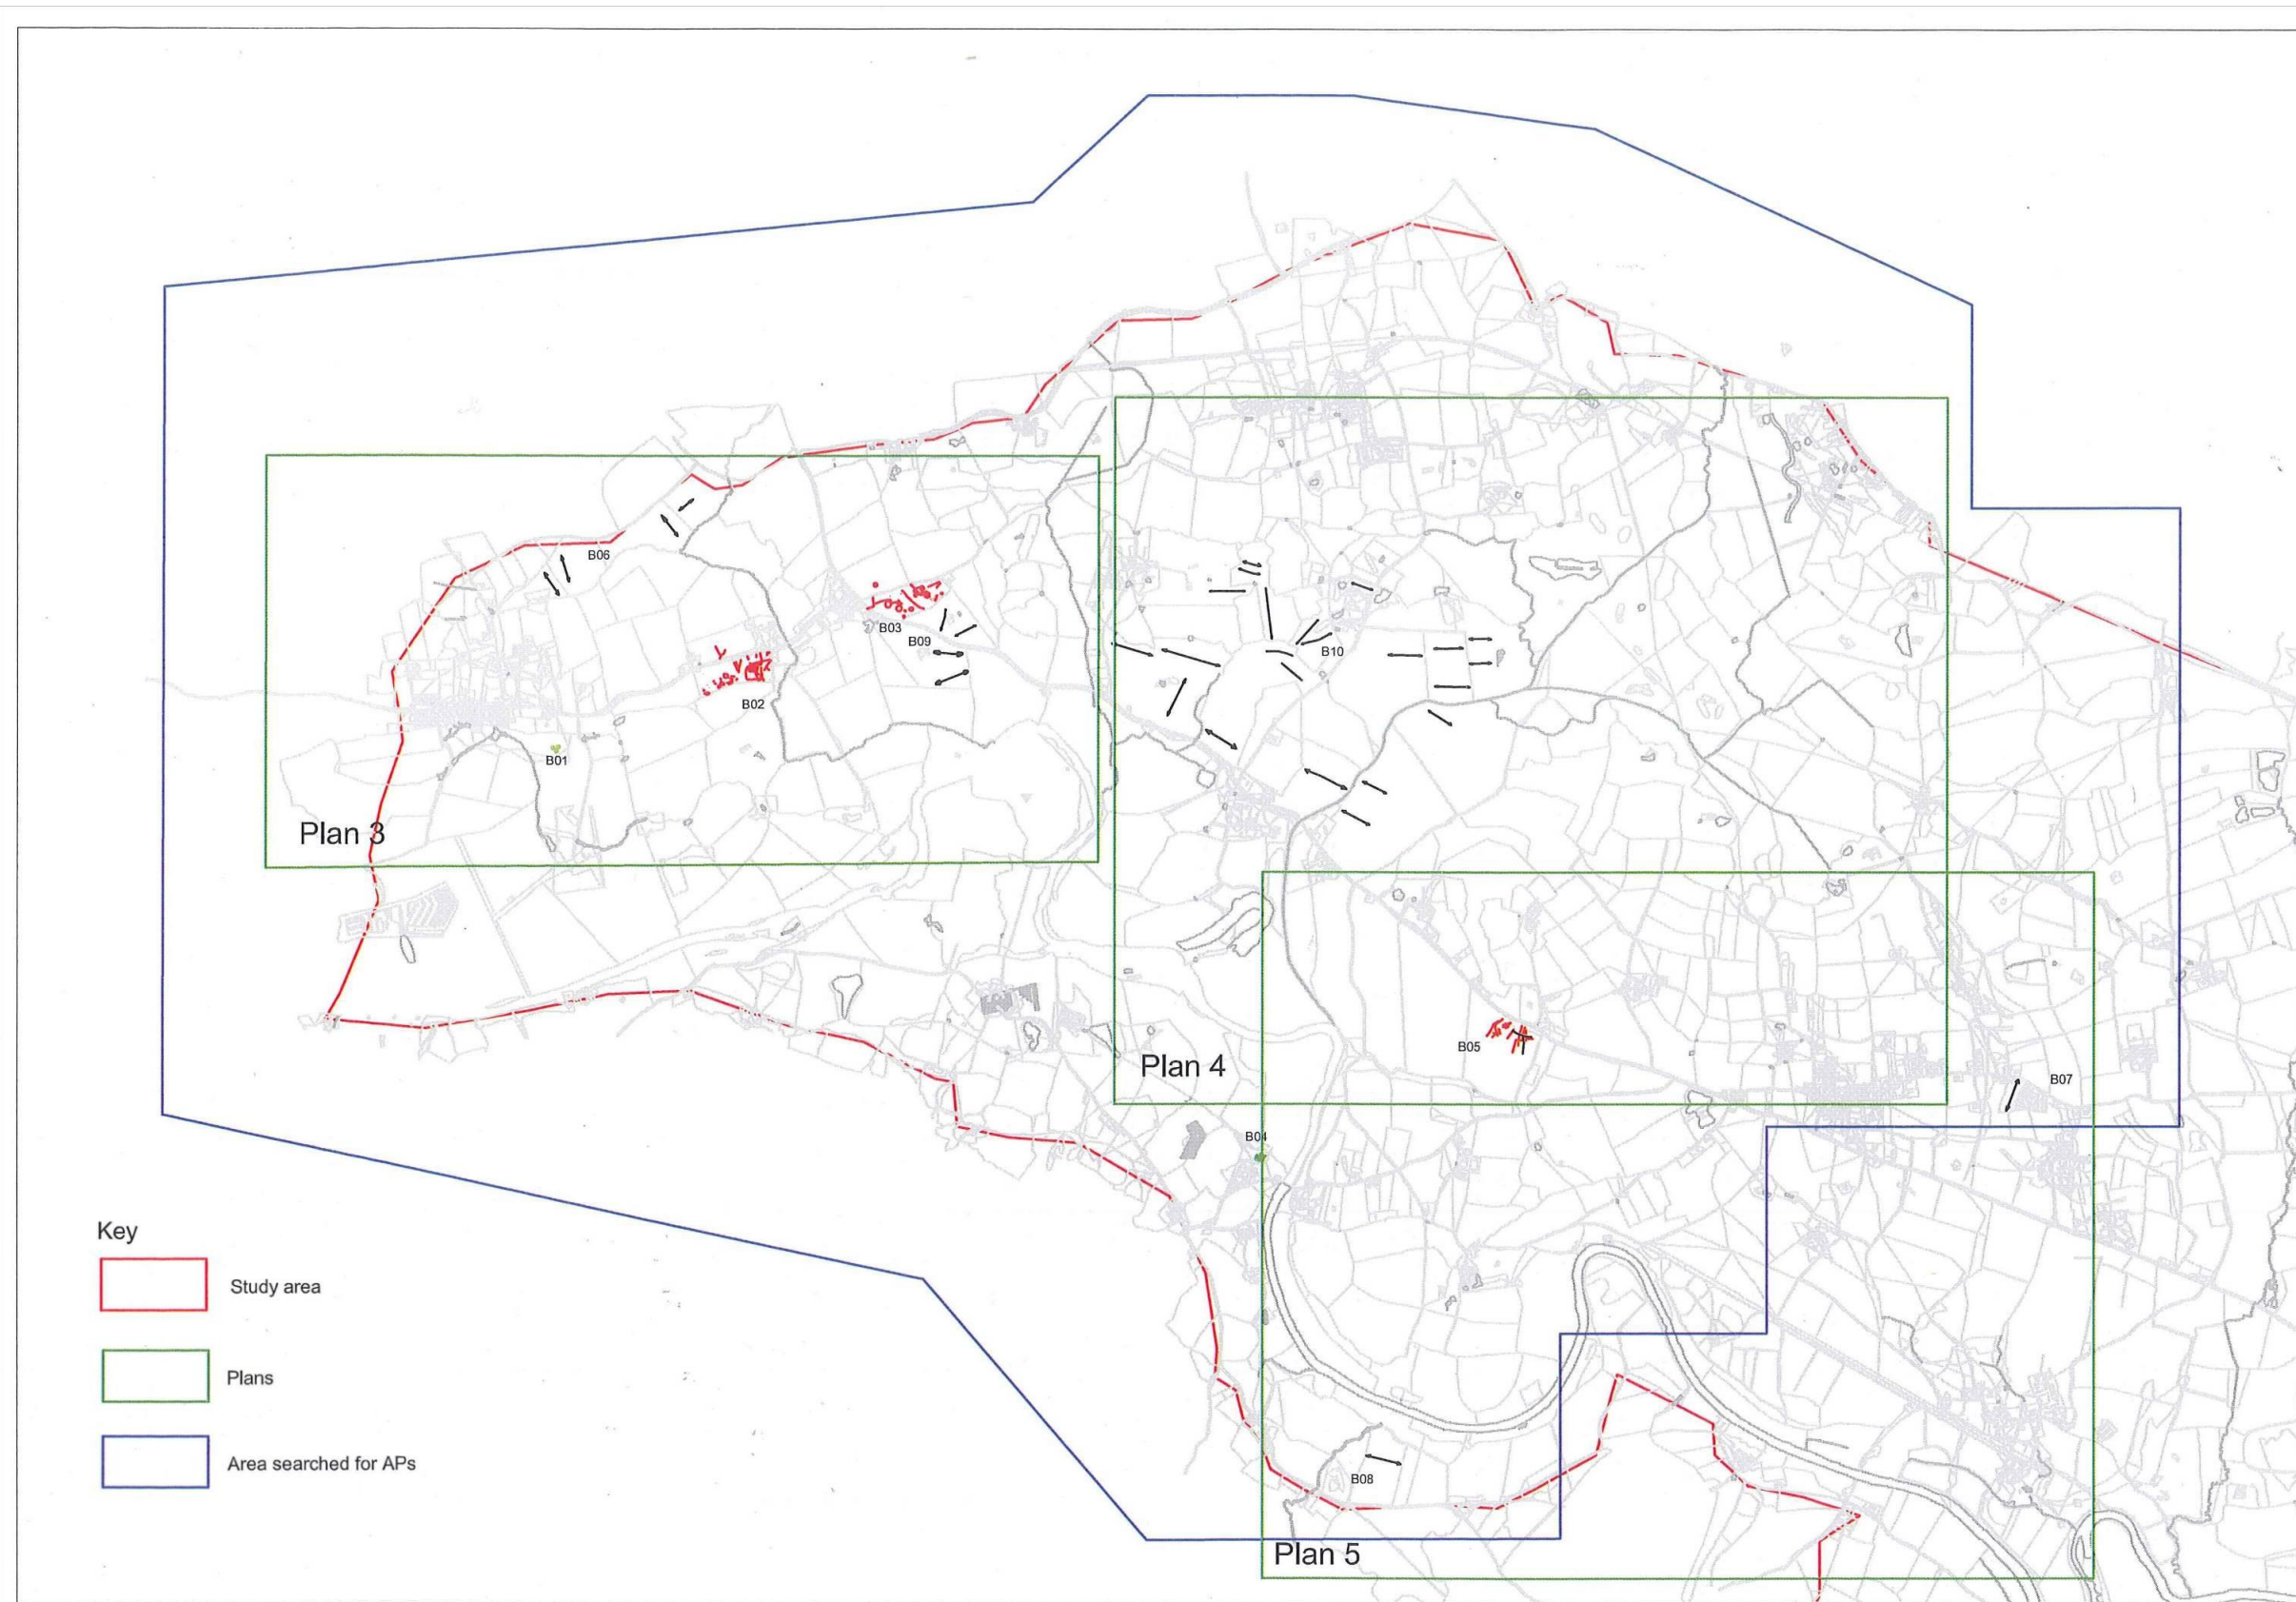 B06
B03
B09
B10
B02
B01
Plan 3
B05
Plan 4
B07
B04
Key
Study area
Plans
Area searched for APs
B08
Plan 5